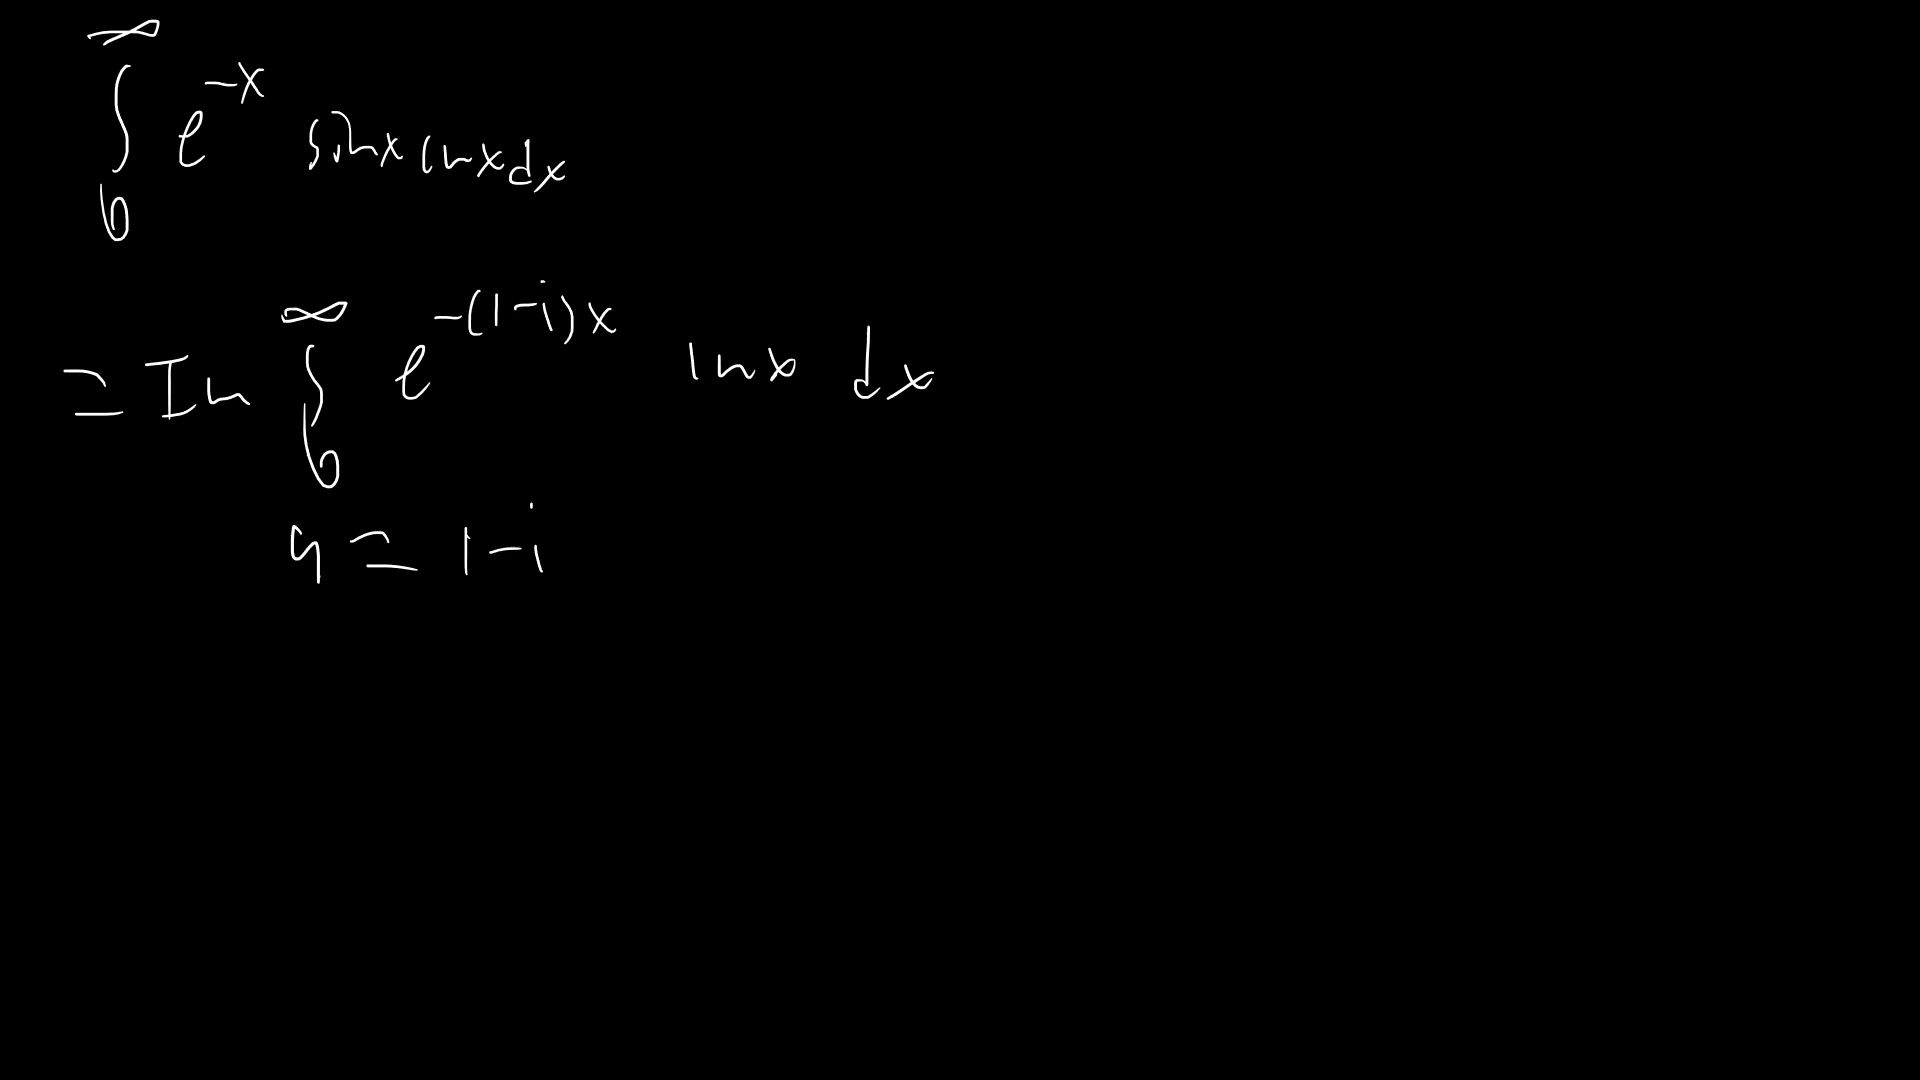 ∫₀^∞ e^{-x} sinx lnx dx
= Im ∫₀^∞ e^{-(1-i)x} lnx dx
a = 1-i